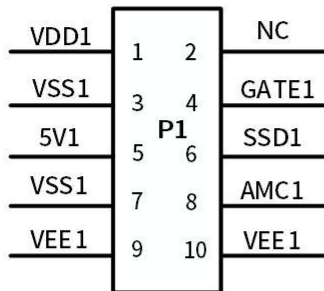 VDD1 1 2 NC
VSS1 3 4 GATE1
P1
5V1 5 6 SSD1
VSS1 7 8 AMC1
VEE1 9 10 VEE1